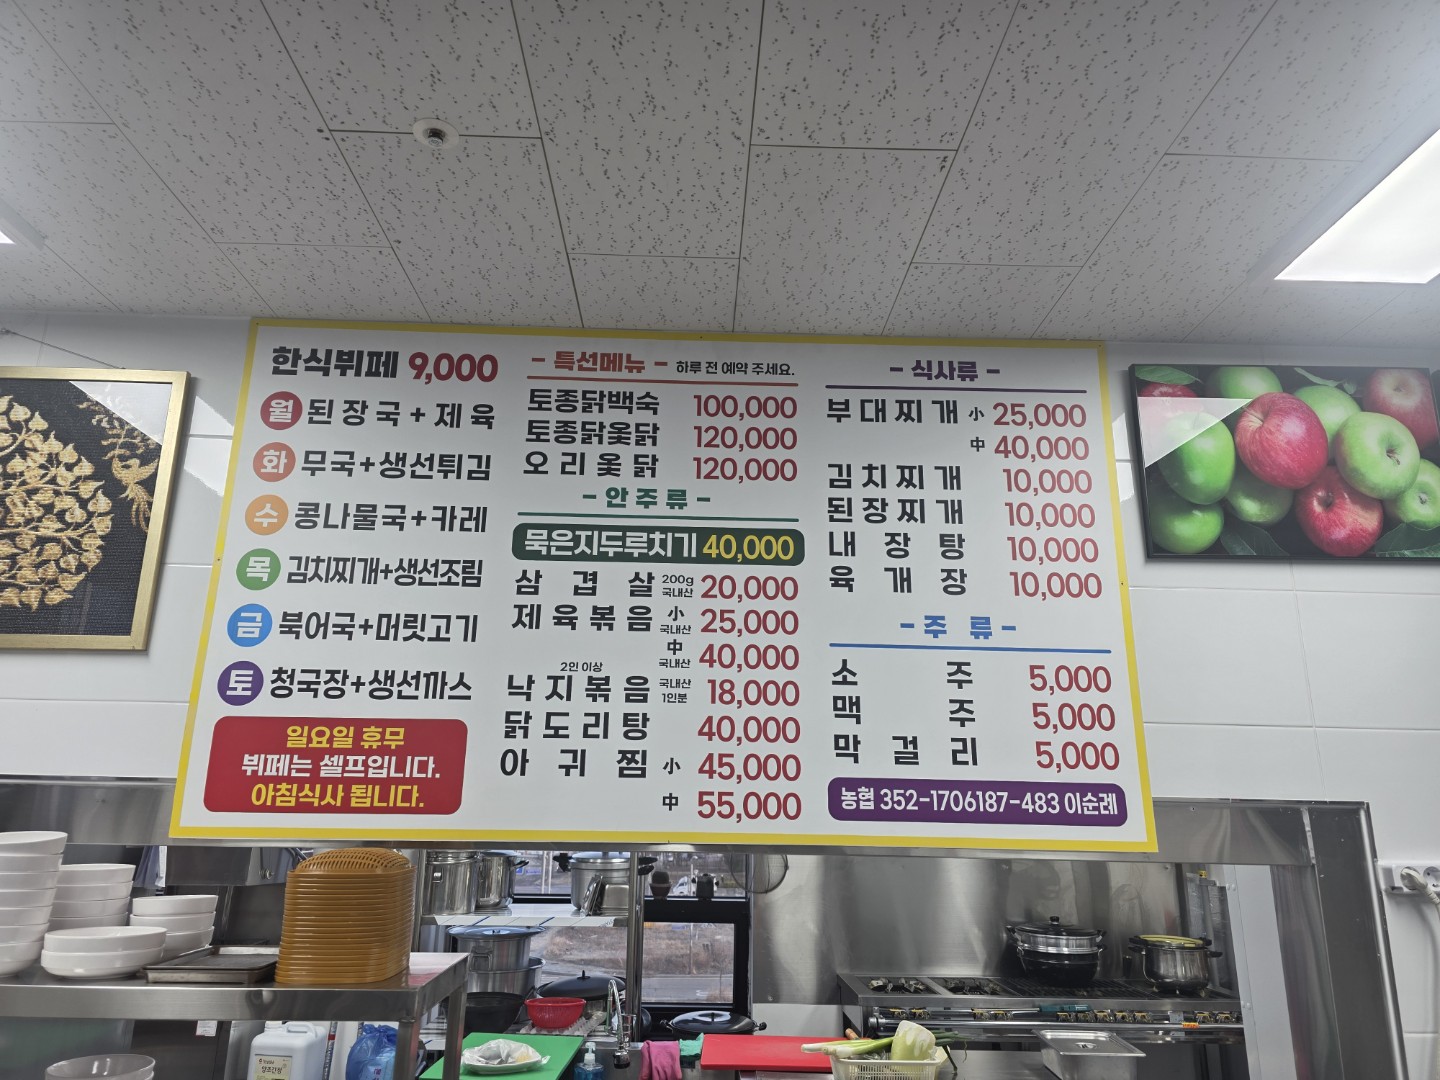 한식뷔페 9,000
월 된장국+제육
화 무국+생선튀김
수 콩나물국+카레
목 김치찌개+생선조림
금 북어국+머릿고기
토 청국장+생선까스
일요일 휴무
뷔페는 셀프입니다.
아침식사 됩니다.
- 특선메뉴 - 하루 전 예약 주세요.
토종닭백숙 100,000
토종닭옻닭 120,000
오리옻닭 120,000
- 안주류 -
묵은지두루치기 40,000
삼겹살 200g 국내산 20,000
제육볶음 小 국내산 25,000
中 국내산 40,000
2인 이상
낙지볶음 국내산 1인분 18,000
닭도리탕 40,000
아귀찜 小 45,000
中 55,000
- 식사류 -
부대찌개 小 25,000
中 40,000
김치찌개 10,000
된장찌개 10,000
내장탕 10,000
육개장 10,000
- 주류 -
소주 5,000
맥주 5,000
막걸리 5,000
농협 352-1706187-483 이순례